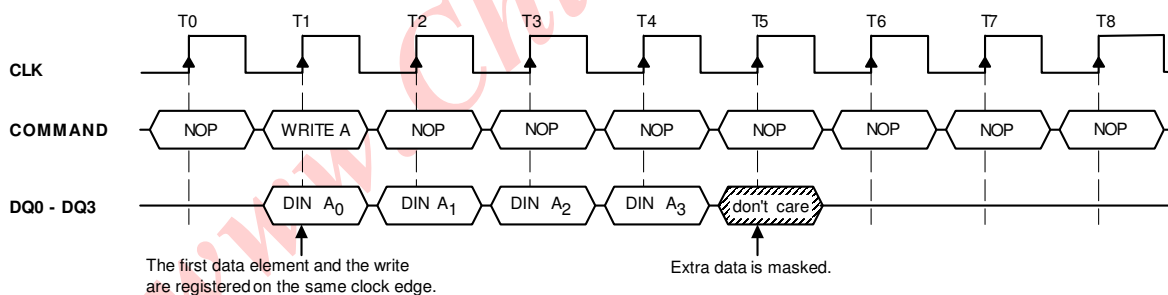 T0 T1 T2 T3 T4 T5 T6 T7 T8
CLK
COMMAND NOP WRITE A NOP NOP NOP NOP NOP NOP NOP
DQ0 - DQ3 DIN A0 DIN A1 DIN A2 DIN A3 don't care
The first data element and the write
are registered on the same clock edge.
Extra data is masked.
www.Ch